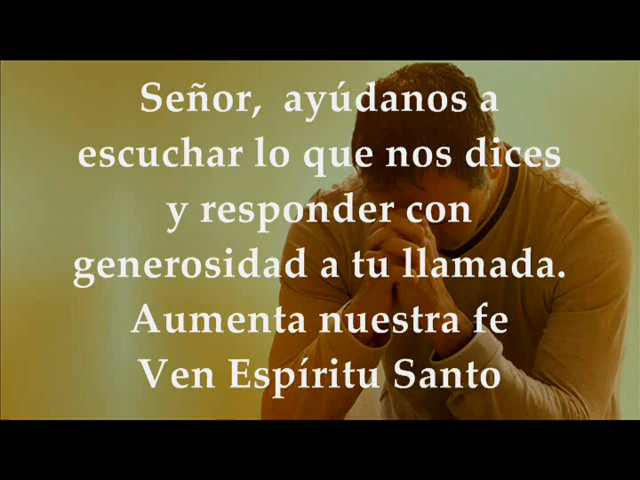 Señor, ayúdanos a
escuchar lo que nos dices
y responder con
generosidad a tu llamada.
Aumenta nuestra fe
Ven Espíritu Santo